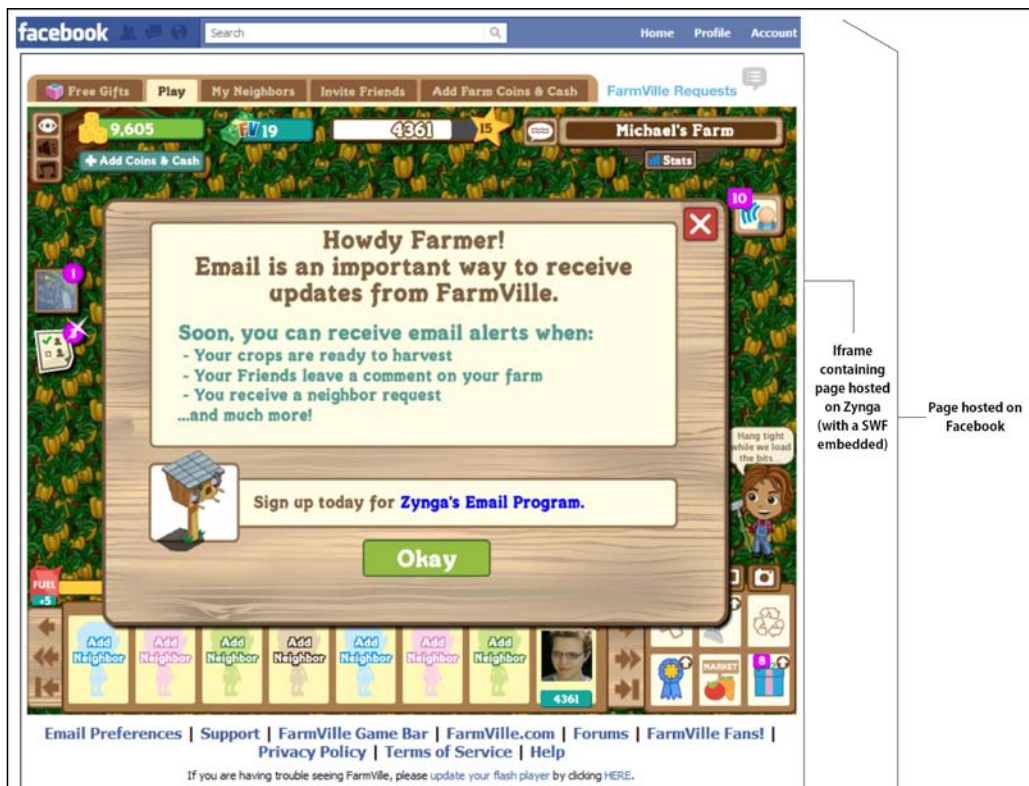 facebook
Search
Home Profile Account
Free Gifts Play My Neighbors Invite Friends Add Farm Coins & Cash FarmVille Requests
9,605 FV 19 4361 15 Michael's Farm
+ Add Coins & Cash
Stats
10
Howdy Farmer!
Email is an important way to receive
updates from FarmVille.
1
Soon, you can receive email alerts when:
- Your crops are ready to harvest
- Your Friends leave a comment on your farm
- You receive a neighbor request
...and much more!
Iframe
containing
page hosted
on Zynga
(with a SWF
embedded)
Page hosted on
Facebook
Hang tight
while we load
the bits...
Sign up today for Zynga's Email Program.
Okay
FUEL
+5
Add Neighbor
Add Neighbor
Add Neighbor
Add Neighbor
Add Neighbor
Add Neighbor
Add Neighbor
4361
MARKET
8
Email Preferences | Support | FarmVille Game Bar | FarmVille.com | Forums | FarmVille Fans! |
Privacy Policy | Terms of Service | Help
If you are having trouble seeing FarmVille, please update your flash player by clicking HERE.